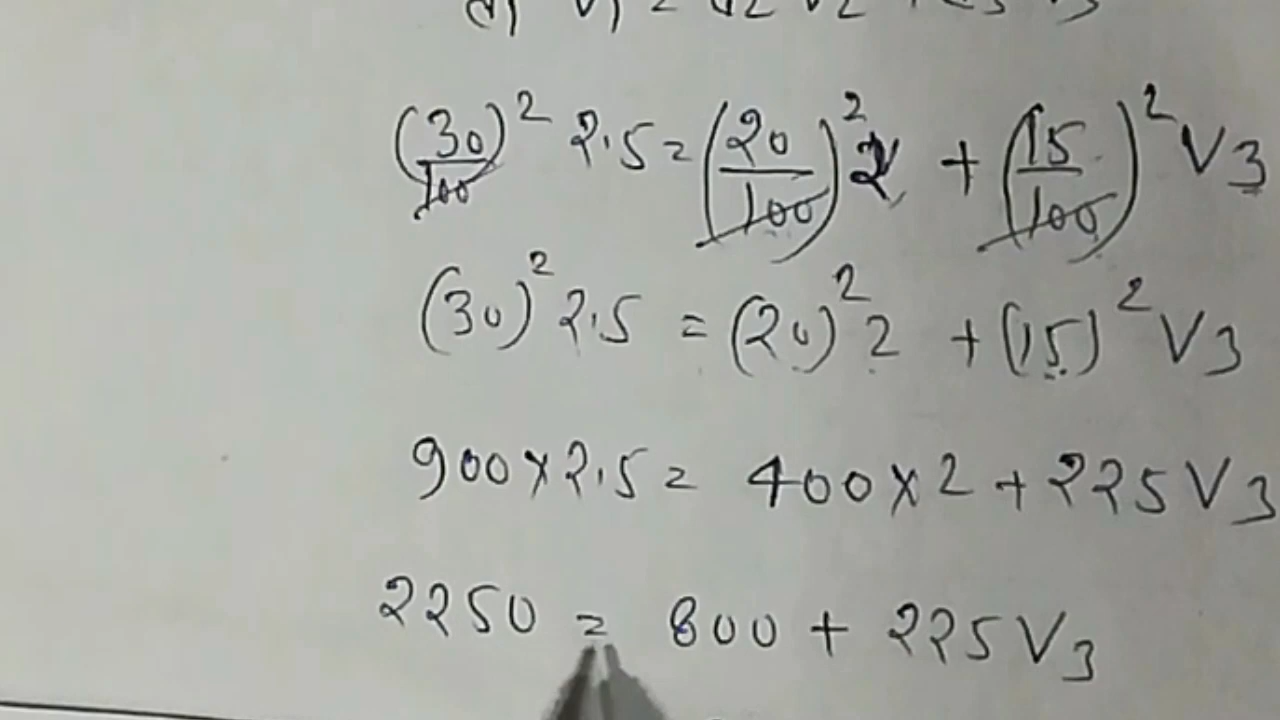 (30/100)² 2.5 = (20/100)² 2 + (15/100)² V3
(30)² 2.5 = (20)² 2 + (15)² V3
900 × 2.5 = 400 × 2 + 225 V3
2250 = 800 + 225 V3